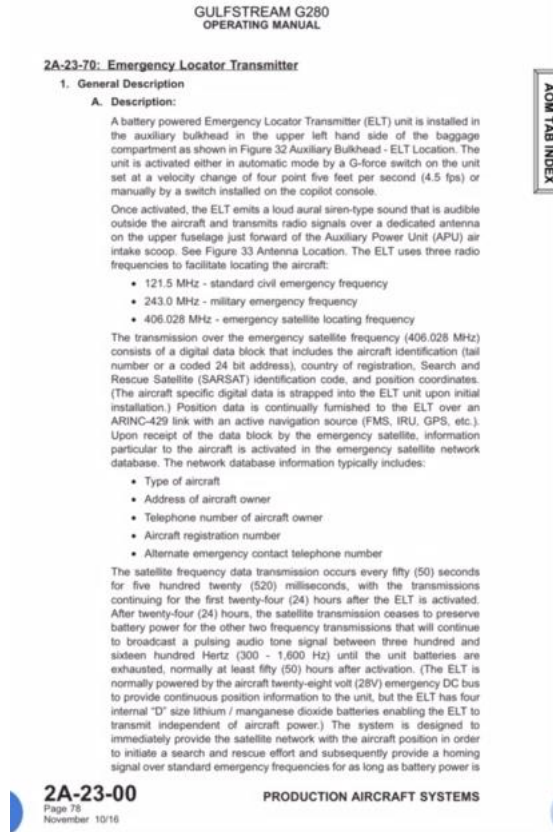 GULFSTREAM G280
OPERATING MANUAL
2A-23-70: Emergency Locator Transmitter
1. General Description
A. Description:
A battery powered Emergency Locator Transmitter (ELT) unit is installed in
the auxiliary bulkhead in the upper left hand side of the baggage
compartment as shown in Figure 32 Auxiliary Bulkhead - ELT Location. The
unit is activated either in automatic mode by a G-force switch on the unit
set at a velocity change of four point five feet per second (4.5 fps) or
manually by a switch installed on the copilot console.
Once activated, the ELT emits a loud aural siren-type sound that is audible
outside the aircraft and transmits radio signals over a dedicated antenna
on the upper fuselage just forward of the Auxiliary Power Unit (APU) air
intake scoop. See Figure 33 Antenna Location. The ELT uses three radio
frequencies to facilitate locating the aircraft:
• 121.5 MHz - standard civil emergency frequency
• 243.0 MHz - military emergency frequency
• 406.028 MHz - emergency satellite locating frequency
The transmission over the emergency satellite frequency (406.028 MHz)
consists of a digital data block that includes the aircraft identification (tail
number or a coded 24 bit address), country of registration, Search and
Rescue Satellite (SARSAT) identification code, and position coordinates.
(The aircraft specific digital data is strapped into the ELT unit upon initial
installation.) Position data is continually furnished to the ELT over an
ARINC-429 link with an active navigation source (FMS, IRU, GPS, etc.).
Upon receipt of the data block by the emergency satellite, information
particular to the aircraft is activated in the emergency satellite network
database. The network database information typically includes:
• Type of aircraft
• Address of aircraft owner
• Telephone number of aircraft owner
• Aircraft registration number
• Alternate emergency contact telephone number
The satellite frequency data transmission occurs every fifty (50) seconds
for five hundred twenty (520) milliseconds, with the transmissions
continuing for the first twenty-four (24) hours after the ELT is activated.
After twenty-four (24) hours, the satellite transmission ceases to preserve
battery power for the other two frequency transmissions that will continue
to broadcast a pulsing audio tone signal between three hundred and
sixteen hundred Hertz (300 - 1,600 Hz) until the unit batteries are
exhausted, normally at least fifty (50) hours after activation. (The ELT is
normally powered by the aircraft twenty-eight volt (28V) emergency DC bus
to provide continuous position information to the unit, but the ELT has four
internal "D" size lithium / manganese dioxide batteries enabling the ELT to
transmit independent of aircraft power.) The system is designed to
immediately provide the satellite network with the aircraft position in order
to initiate a search and rescue effort and subsequently provide a homing
signal over standard emergency frequencies for as long as battery power is
2A-23-00
Page 78
November 10/16
PRODUCTION AIRCRAFT SYSTEMS
AOM TAB INDEX